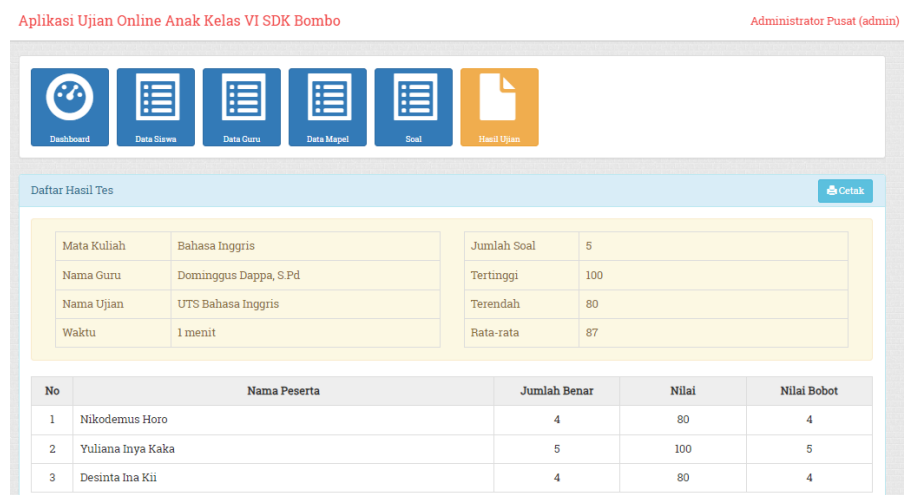 Aplikasi Ujian Online Anak Kelas VI SDK Bombo
Administrator Pusat (admin)
Dashboard
Data Siswa
Data Guru
Data Mapel
Soal
Hasil Ujian
Daftar Hasil Tes
Cetak
Mata Kuliah Bahasa Inggris
Nama Guru Dominggus Dappa, S.Pd
Nama Ujian UTS Bahasa Inggris
Waktu 1 menit
Jumlah Soal 5
Tertinggi 100
Terendah 80
Rata-rata 87
No Nama Peserta Jumlah Benar Nilai Nilai Bobot
1 Nikodemus Horo 4 80 4
2 Yuliana Inya Kaka 5 100 5
3 Desinta Ina Kii 4 80 4